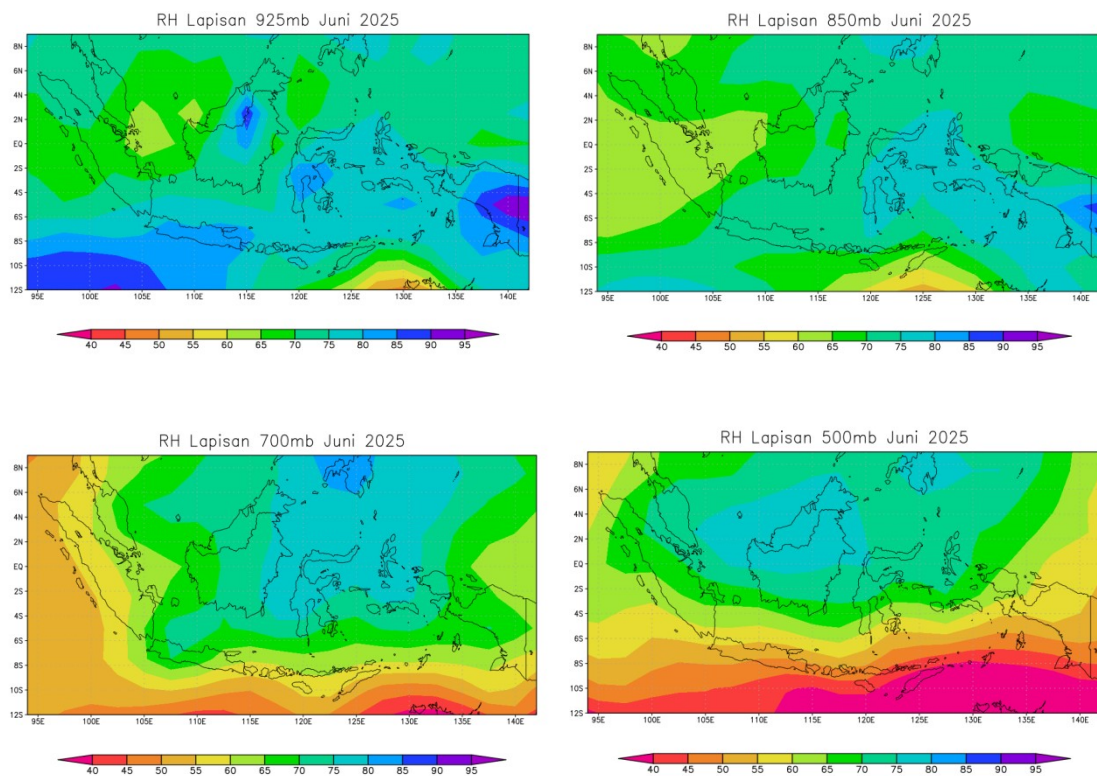 RH Lapisan 925mb Juni 2025
8N
6N
4N
2N
EQ
2S
4S
6S
8S
10S
12S
95E 100E 105E 110E 115E 120E 125E 130E 135E 140E
40 45 50 55 60 65 70 75 80 85 90 95
RH Lapisan 850mb Juni 2025
8N
6N
4N
2N
EQ
2S
4S
6S
8S
10S
12S
95E 100E 105E 110E 115E 120E 125E 130E 135E 140E
40 45 50 55 60 65 70 75 80 85 90 95
RH Lapisan 700mb Juni 2025
8N
6N
4N
2N
EQ
2S
4S
6S
8S
10S
12S
95E 100E 105E 110E 115E 120E 125E 130E 135E 140E
40 45 50 55 60 65 70 75 80 85 90 95
RH Lapisan 500mb Juni 2025
8N
6N
4N
2N
EQ
2S
4S
6S
8S
10S
12S
95E 100E 105E 110E 115E 120E 125E 130E 135E 140E
40 45 50 55 60 65 70 75 80 85 90 95